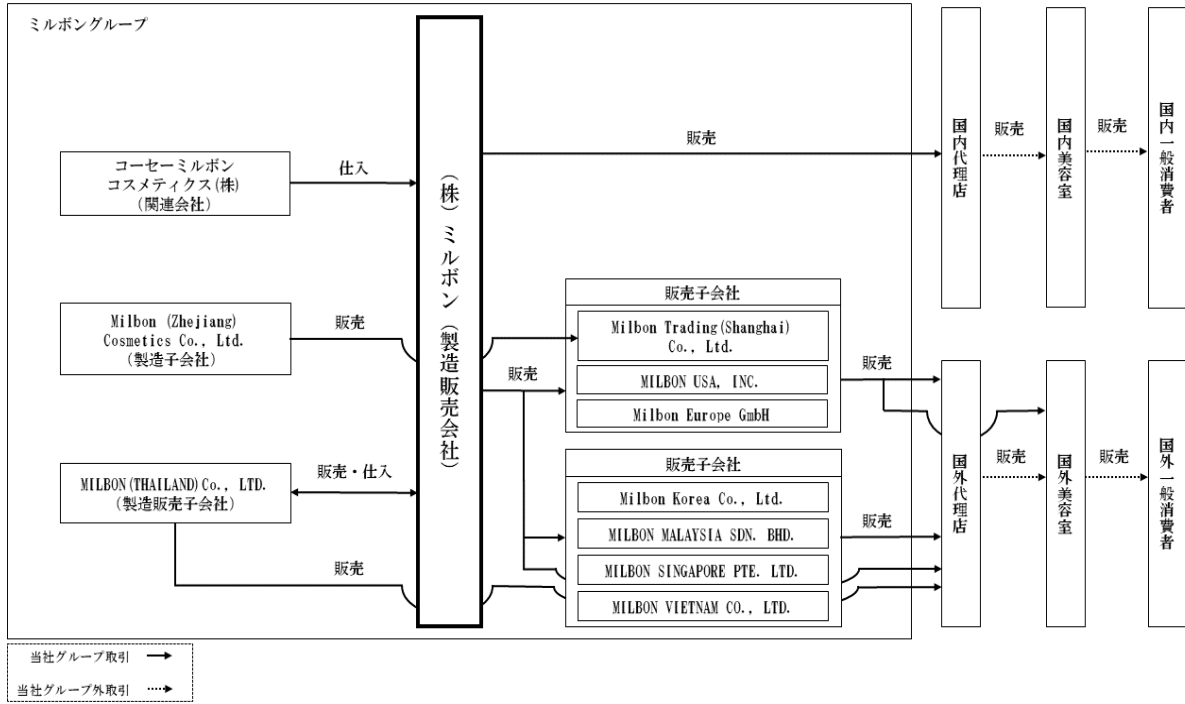 ミルボングループ
コーセーミルボン
コスメティクス(株)
(関連会社)
仕入
Milbon (Zhejiang)
Cosmetics Co., Ltd.
(製造子会社)
販売
MILBON(THAILAND)Co., LTD.
(製造販売子会社)
販売・仕入
販売
(株)ミルボン(製造販売会社)
販売
販売
販売子会社
Milbon Trading(Shanghai)
Co., Ltd.
MILBON USA, INC.
Milbon Europe GmbH
販売
販売子会社
Milbon Korea Co., Ltd.
MILBON MALAYSIA SDN. BHD.
MILBON SINGAPORE PTE. LTD.
MILBON VIETNAM CO., LTD.
販売
国内代理店
販売
国内美容室
販売
国内一般消費者
国外代理店
販売
国外美容室
販売
国外一般消費者
当社グループ取引
当社グループ外取引